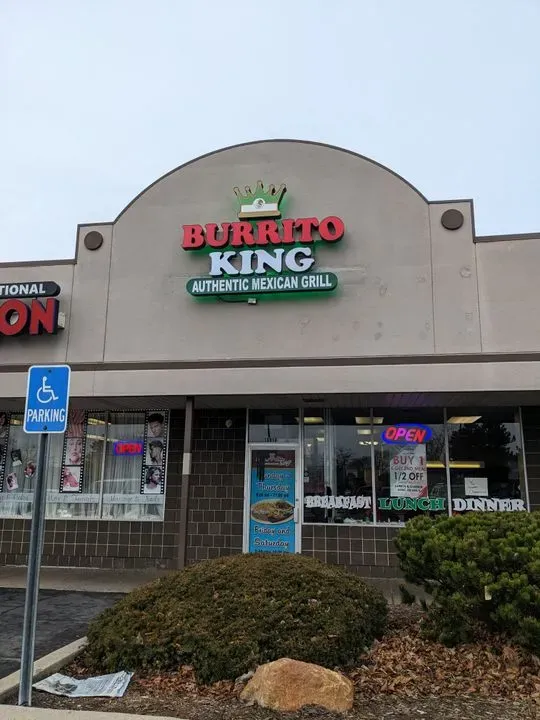 BURRITO
KING
AUTHENTIC MEXICAN GRILL
TIONAL
ON
PARKING
OPEN
OPEN
BUY 1
1/2 OFF
Thursday
Friday and
Saturday
BREAKFAST LUNCH DINNER